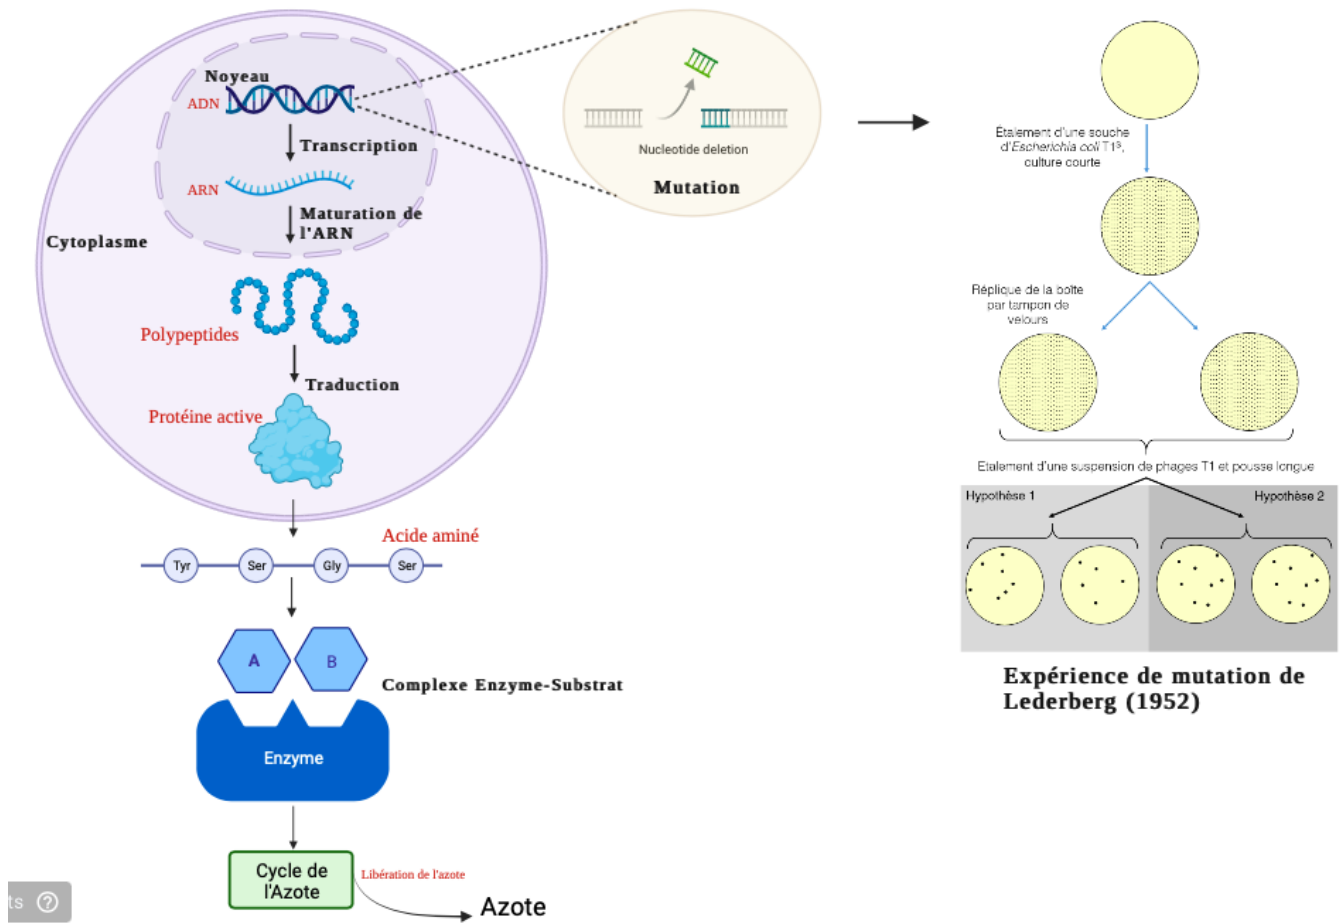 Noyeau
ADN
Transcription
ARN
Maturation de
l'ARN
Cytoplasme
Polypeptides
Traduction
Protéine active
Acide aminé
Tyr
Ser
Gly
Ser
A
B
Complexe Enzyme-Substrat
Enzyme
Cycle de
l'Azote
Libération de l'azote
Azote
ts
Nucleotide deletion
Mutation
Étalement d'une souche
d'Escherichia coli T1ˢ,
culture courte
Réplique de la boîte
par tampon de
velours
Etalement d'une suspension de phages T1 et pousse longue
Hypothèse 1
Hypothèse 2
Expérience de mutation de
Lederberg (1952)